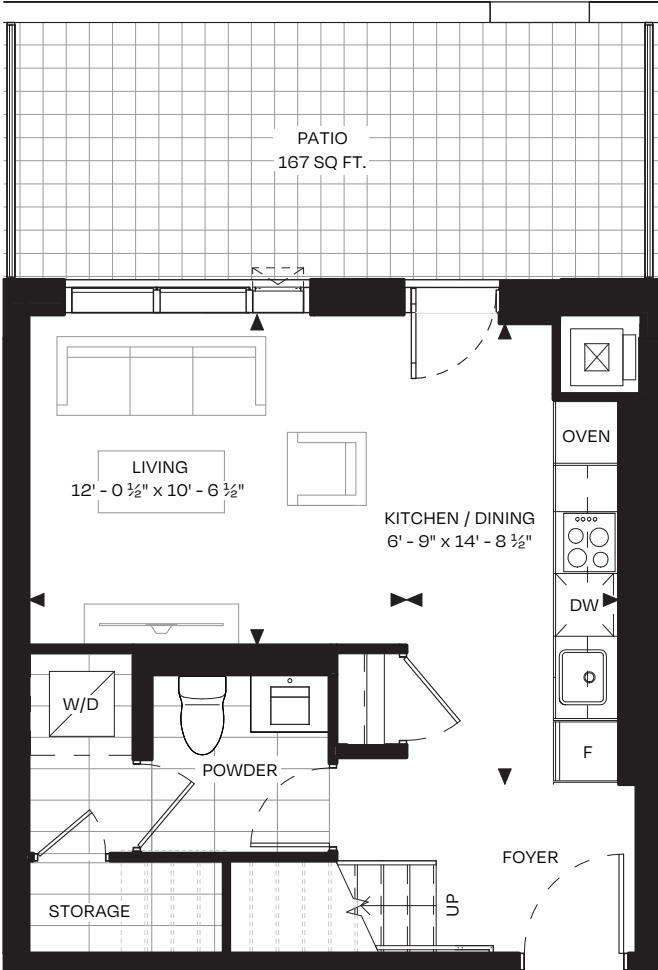 PATIO
167 SQ FT.
OVEN
LIVING
12' - 0 ½" x 10' - 6 ½"
KITCHEN / DINING
6' - 9" x 14' - 8 ½"
DW
W/D
F
POWDER
FOYER
STORAGE
UP